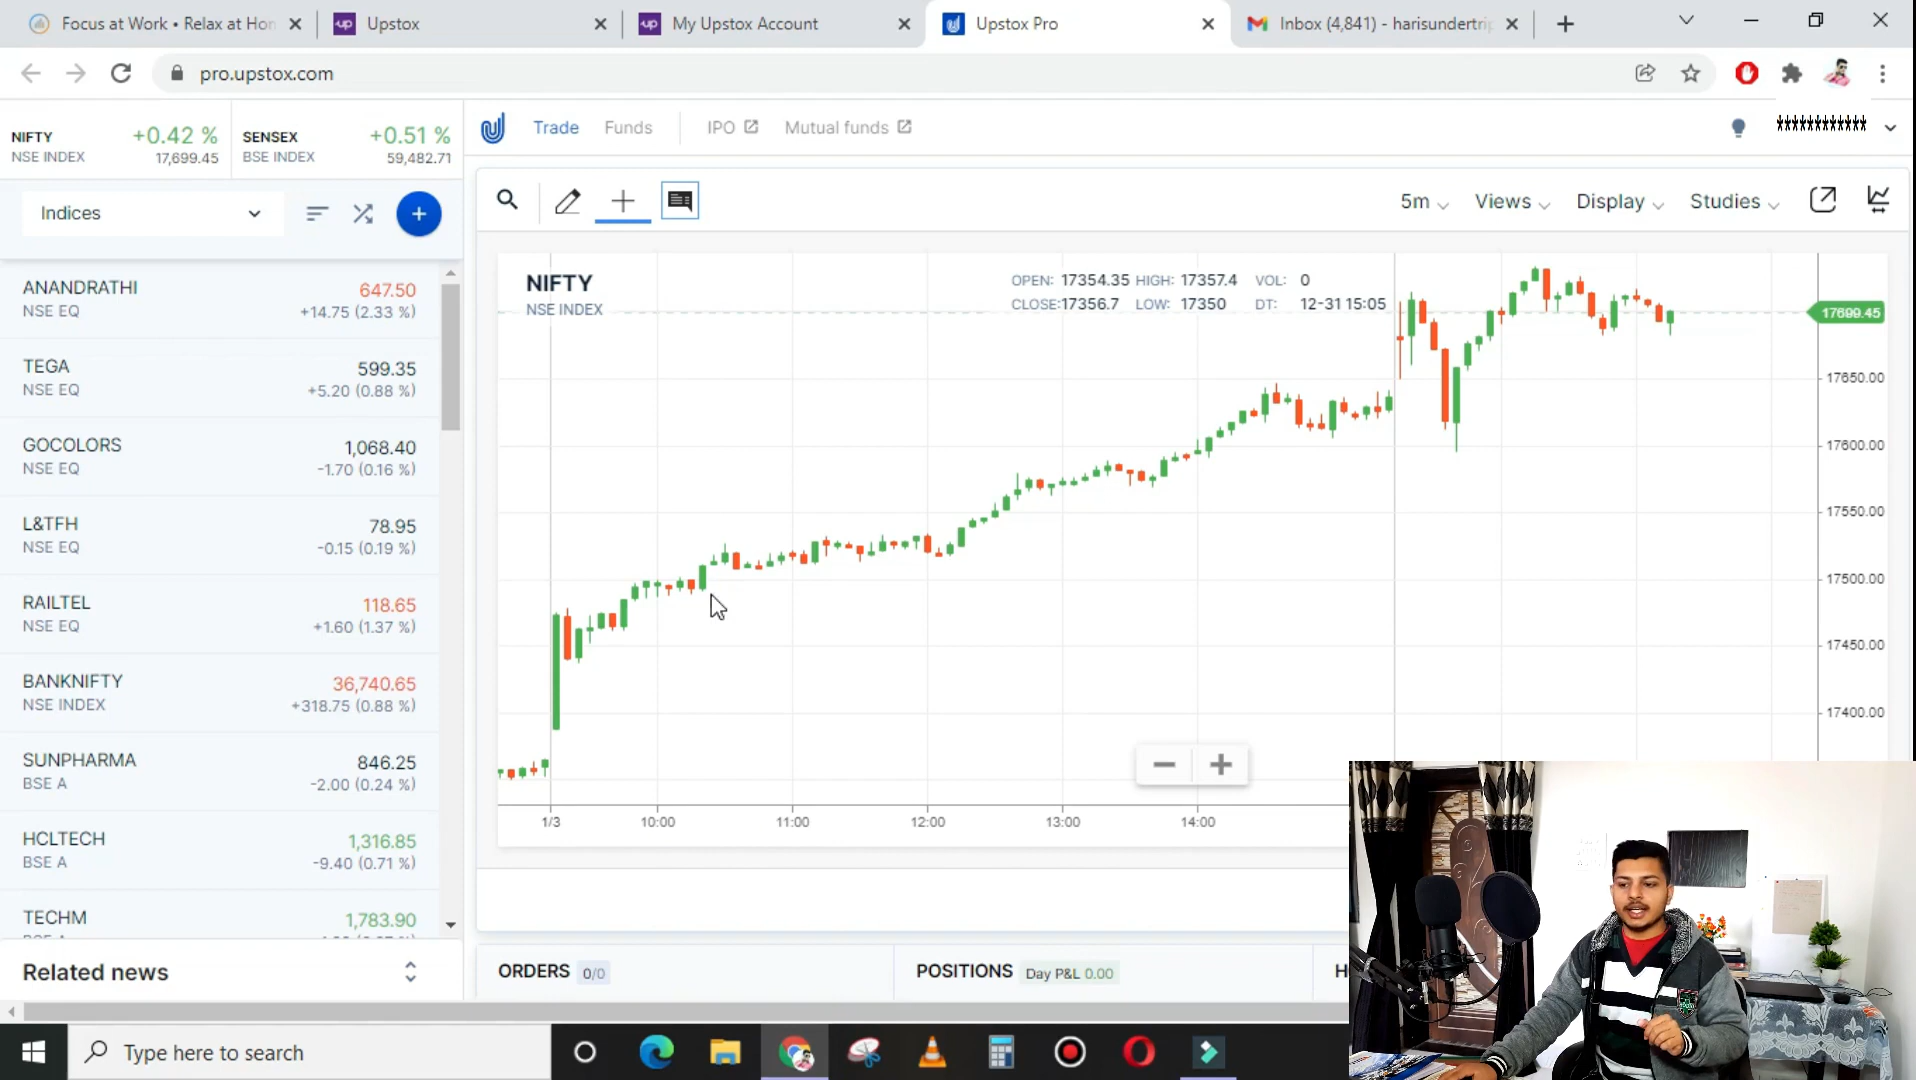 Focus at Work • Relax at Hon
Upstox
My Upstox Account
Upstox Pro
Inbox (4,841) - harisundertrip
pro.upstox.com
NIFTY +0.42 %
NSE INDEX 17,699.45
SENSEX +0.51 %
BSE INDEX 59,482.71
Trade Funds IPO Mutual funds
************
Indices
5m Views Display Studies
ANANDRATHI 647.50
NSE EQ +14.75 (2.33 %)
TEGA 599.35
NSE EQ +5.20 (0.88 %)
GOCOLORS 1,068.40
NSE EQ -1.70 (0.16 %)
L&TFH 78.95
NSE EQ -0.15 (0.19 %)
RAILTEL 118.65
NSE EQ +1.60 (1.37 %)
BANKNIFTY 36,740.65
NSE INDEX +318.75 (0.88 %)
SUNPHARMA 846.25
BSE A -2.00 (0.24 %)
HCLTECH 1,316.85
BSE A -9.40 (0.71 %)
TECHM 1,783.90
Related news
NIFTY
NSE INDEX
OPEN: 17354.35 HIGH: 17357.4 VOL: 0
CLOSE:17356.7 LOW: 17350 DT: 12-31 15:05
17699.45
17650.00
17600.00
17550.00
17500.00
17450.00
17400.00
1/3 10:00 11:00 12:00 13:00 14:00
ORDERS 0/0
POSITIONS Day P&L 0.00
Type here to search